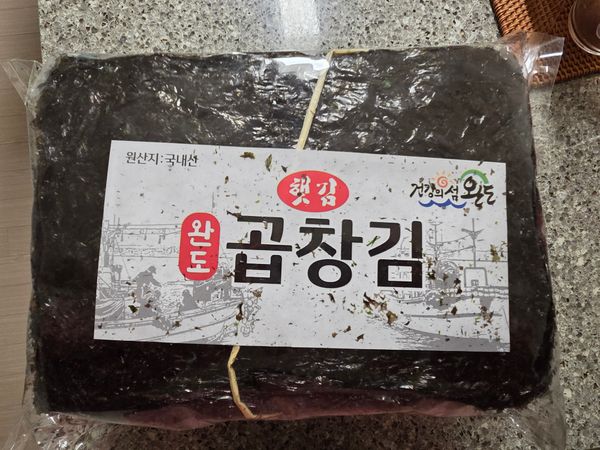 원산지:국내산
햇김
건강의 섬 완도
완도
곱창김